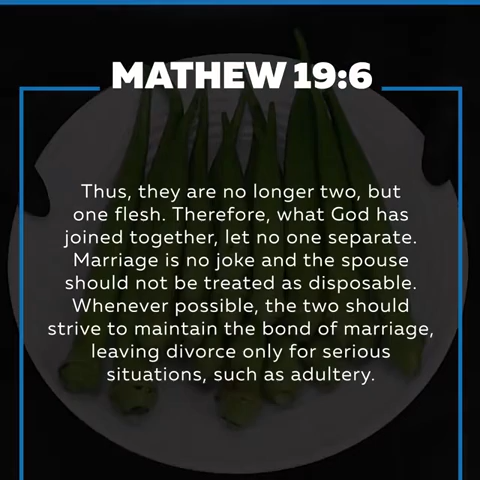 MATHEW 19:6
Thus, they are no longer two, but
one flesh. Therefore, what God has
joined together, let no one separate.
Marriage is no joke and the spouse
should not be treated as disposable.
Whenever possible, the two should
strive to maintain the bond of marriage,
leaving divorce only for serious
situations, such as adultery.